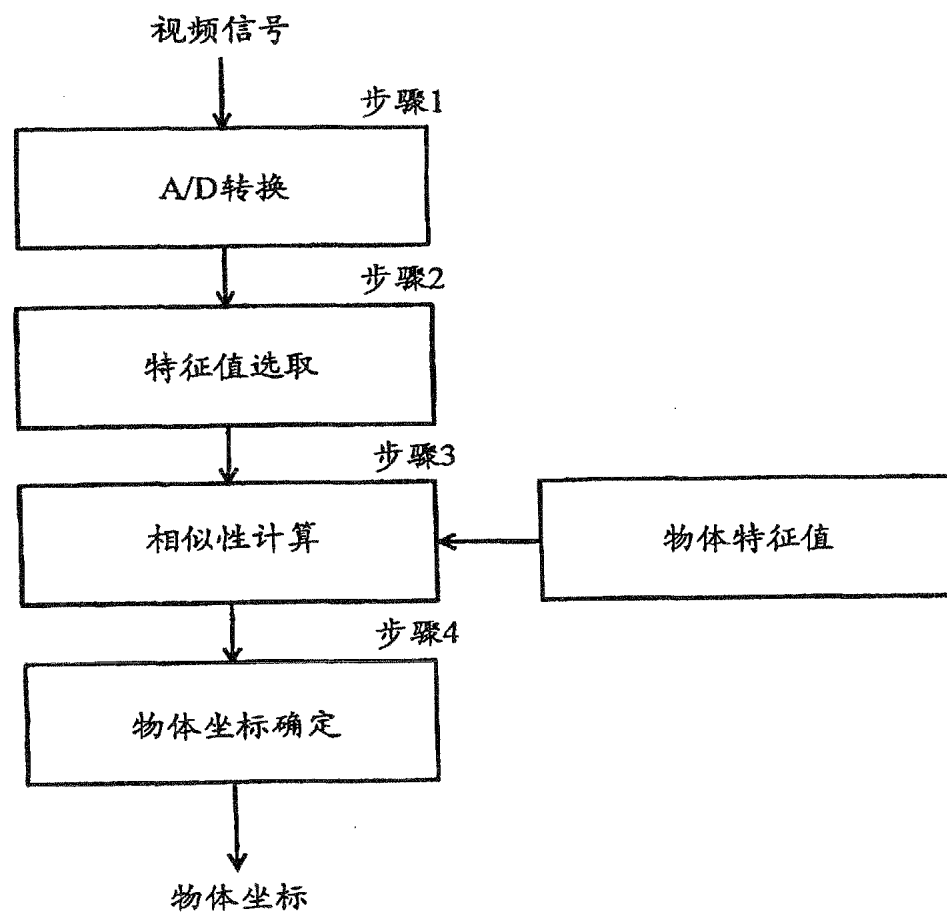 视频信号
步骤1
A/D转换
步骤2
特征值选取
步骤3
相似性计算
物体特征值
步骤4
物体坐标确定
物体坐标